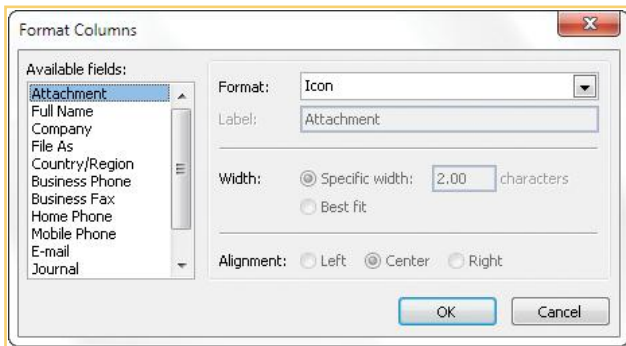 Format Columns
Available fields:
Attachment
Full Name
Company
File As
Country/Region
Business Phone
Business Fax
Home Phone
Mobile Phone
E-mail
Journal
Format: Icon
Label: Attachment
Width: Specific width: 2.00 characters
Best fit
Alignment: Left Center Right
OK Cancel